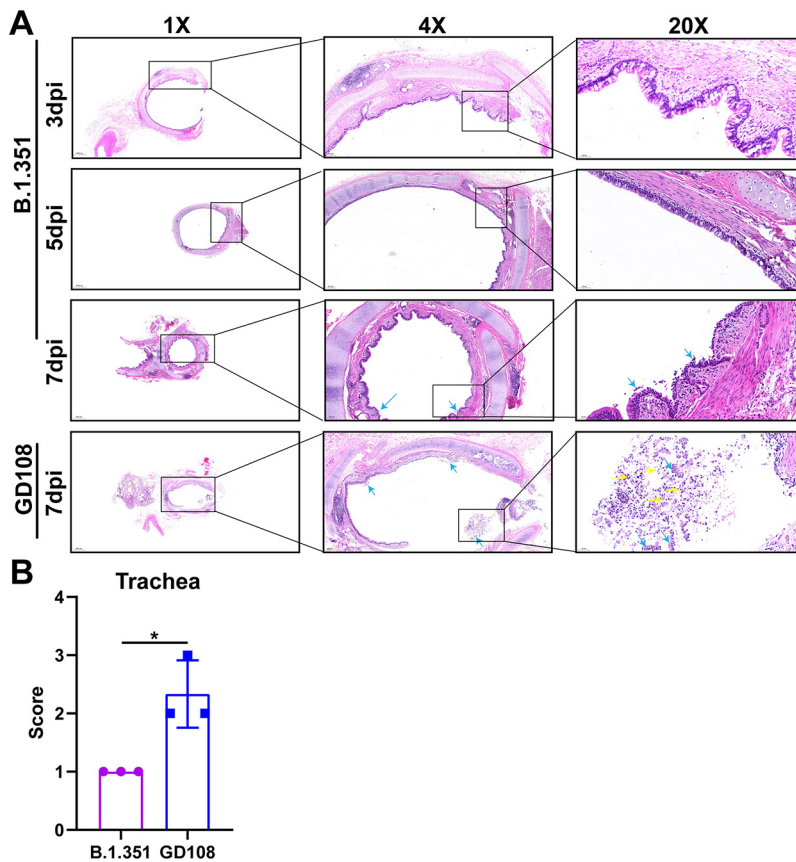 A
1X 4X 20X
B.1.351
3dpi
5dpi
7dpi
GD108
7dpi
B
Trachea
*
Score
4
3
2
1
0
B.1.351 GD108